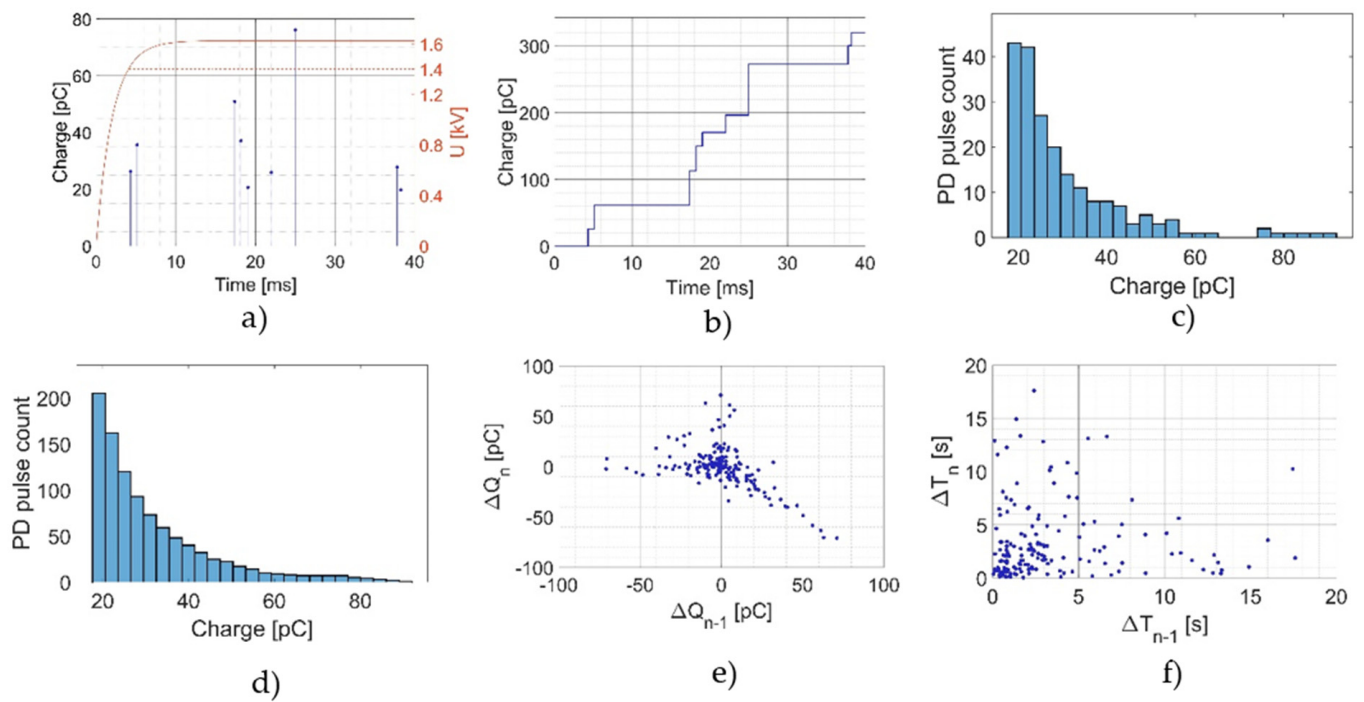 80
60
40
20
0
Charge [pC]
1.6
1.4
1.2
0.8
0.4
0
U [kV]
0 10 20 30 40
Time [ms]
a)
300
200
100
0
Charge [pC]
0 10 20 30 40
Time [ms]
b)
40
30
20
10
0
PD pulse count
20 40 60 80
Charge [pC]
c)
200
150
100
50
0
PD pulse count
20 40 60 80
Charge [pC]
d)
100
50
0
-50
-100
ΔQn [pC]
-100 -50 0 50 100
ΔQn-1 [pC]
e)
20
15
10
5
0
ΔTn [s]
0 5 10 15 20
ΔTn-1 [s]
f)